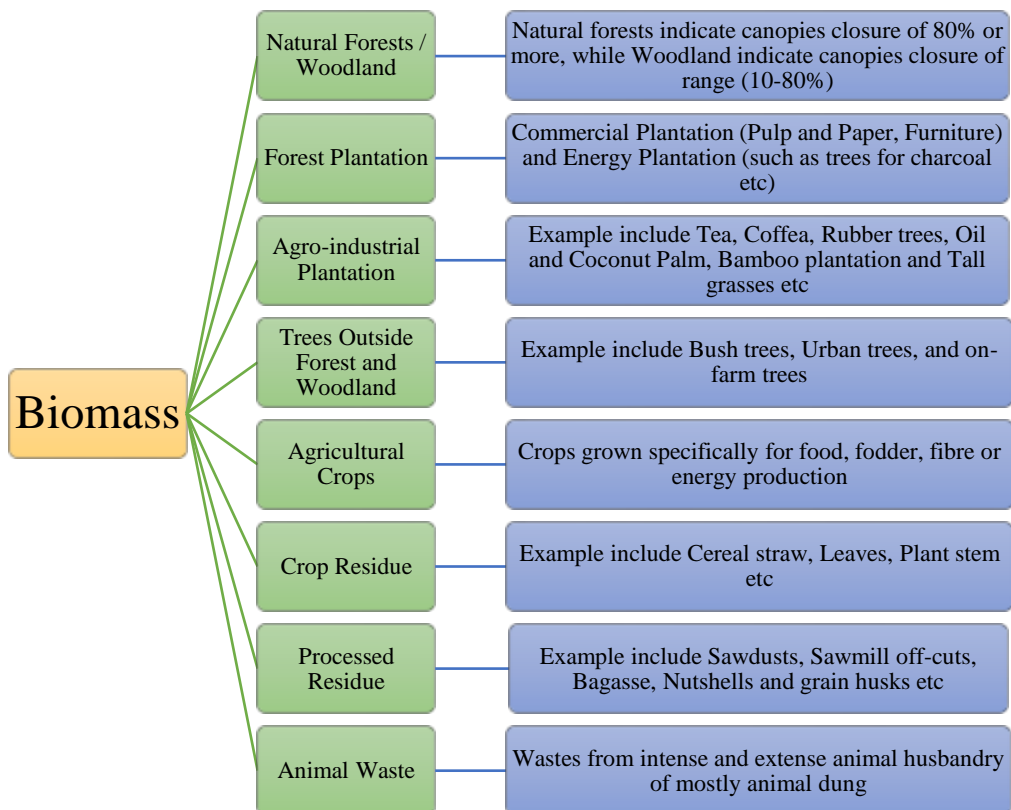 Biomass
Natural Forests /
Woodland
Natural forests indicate canopies closure of 80% or
more, while Woodland indicate canopies closure of
range (10-80%)
Forest Plantation
Commercial Plantation (Pulp and Paper, Furniture)
and Energy Plantation (such as trees for charcoal
etc)
Agro-industrial
Plantation
Example include Tea, Coffea, Rubber trees, Oil
and Coconut Palm, Bamboo plantation and Tall
grasses etc
Trees Outside
Forest and
Woodland
Example include Bush trees, Urban trees, and on-
farm trees
Agricultural
Crops
Crops grown specifically for food, fodder, fibre or
energy production
Crop Residue
Example include Cereal straw, Leaves, Plant stem
etc
Processed
Residue
Example include Sawdusts, Sawmill off-cuts,
Bagasse, Nutshells and grain husks etc
Animal Waste
Wastes from intense and extense animal husbandry
of mostly animal dung